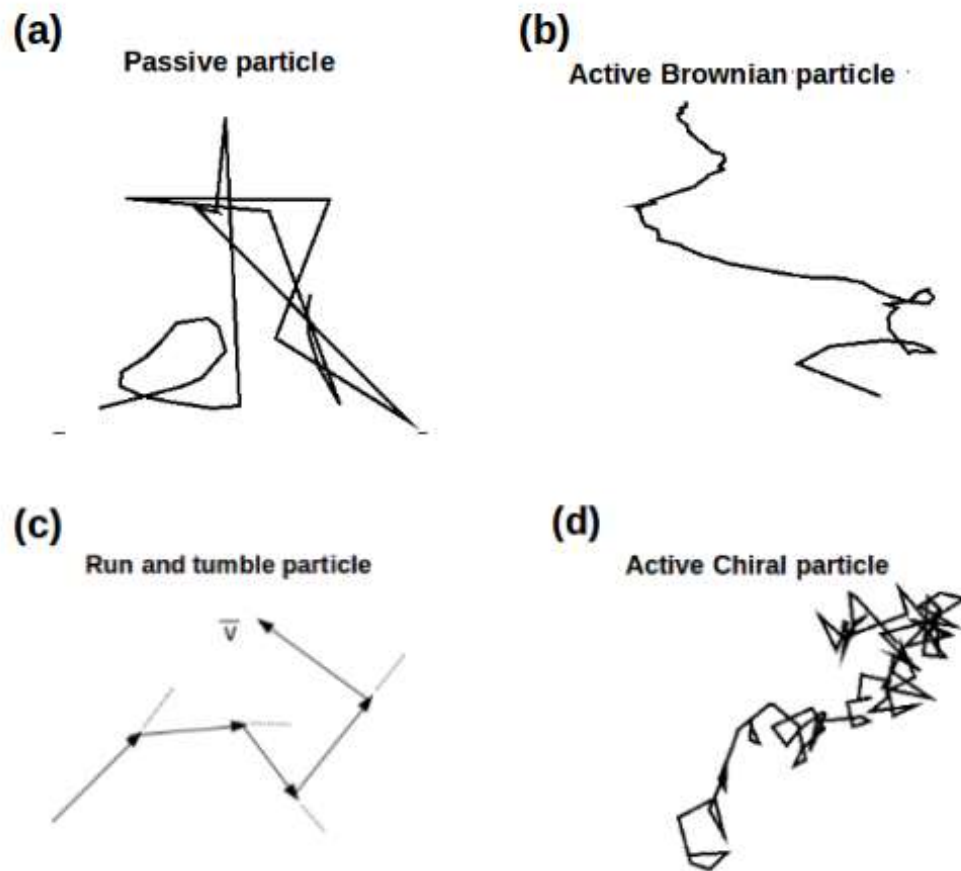 (a)
Passive particle
(b)
Active Brownian particle
(c)
Run and tumble particle
v
(d)
Active Chiral particle